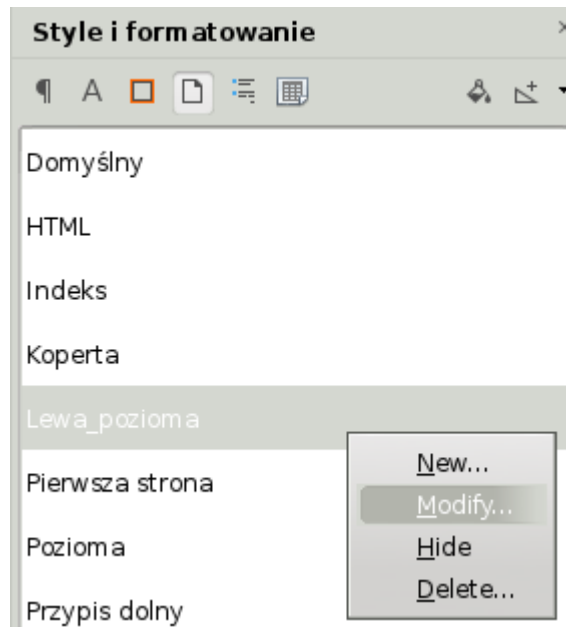 Style i formatowanie
Domyślny
HTML
Indeks
Koperta
Lewa_pozioma
Pierwsza strona
Pozioma
Przypis dolny
New...
Modify...
Hide
Delete...